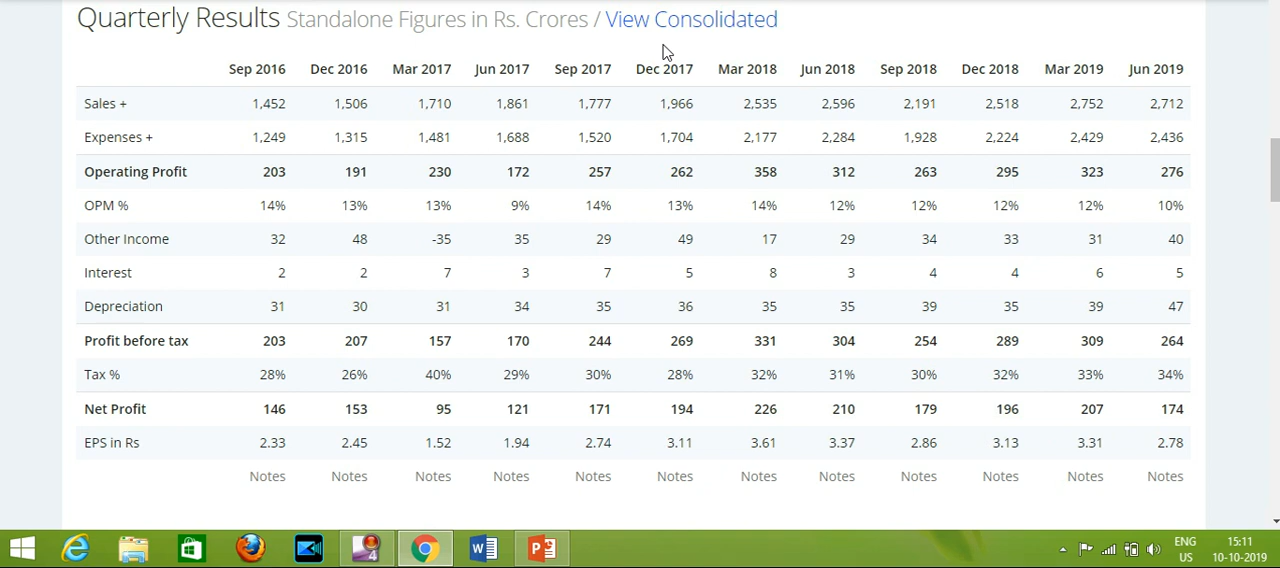 Quarterly Results Standalone Figures in Rs. Crores / View Consolidated
Sep 2016 Dec 2016 Mar 2017 Jun 2017 Sep 2017 Dec 2017 Mar 2018 Jun 2018 Sep 2018 Dec 2018 Mar 2019 Jun 2019
Sales + 1,452 1,506 1,710 1,861 1,777 1,966 2,535 2,596 2,191 2,518 2,752 2,712
Expenses + 1,249 1,315 1,481 1,688 1,520 1,704 2,177 2,284 1,928 2,224 2,429 2,436
Operating Profit 203 191 230 172 257 262 358 312 263 295 323 276
OPM % 14% 13% 13% 9% 14% 13% 14% 12% 12% 12% 12% 10%
Other Income 32 48 -35 35 29 49 17 29 34 33 31 40
Interest 2 2 7 3 7 5 8 3 4 4 6 5
Depreciation 31 30 31 34 35 36 35 35 39 35 39 47
Profit before tax 203 207 157 170 244 269 331 304 254 289 309 264
Tax % 28% 26% 40% 29% 30% 28% 32% 31% 30% 32% 33% 34%
Net Profit 146 153 95 121 171 194 226 210 179 196 207 174
EPS in Rs 2.33 2.45 1.52 1.94 2.74 3.11 3.61 3.37 2.86 3.13 3.31 2.78
Notes Notes Notes Notes Notes Notes Notes Notes Notes Notes Notes Notes
ENG 15:11
US 10-10-2019